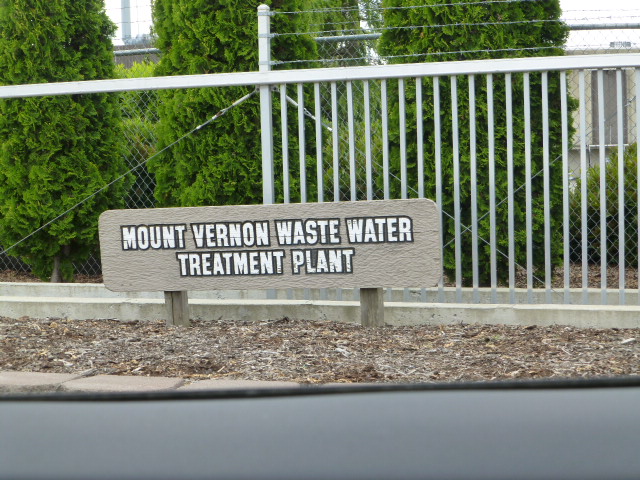 MOUNT VERNON WASTE WATER
TREATMENT PLANT